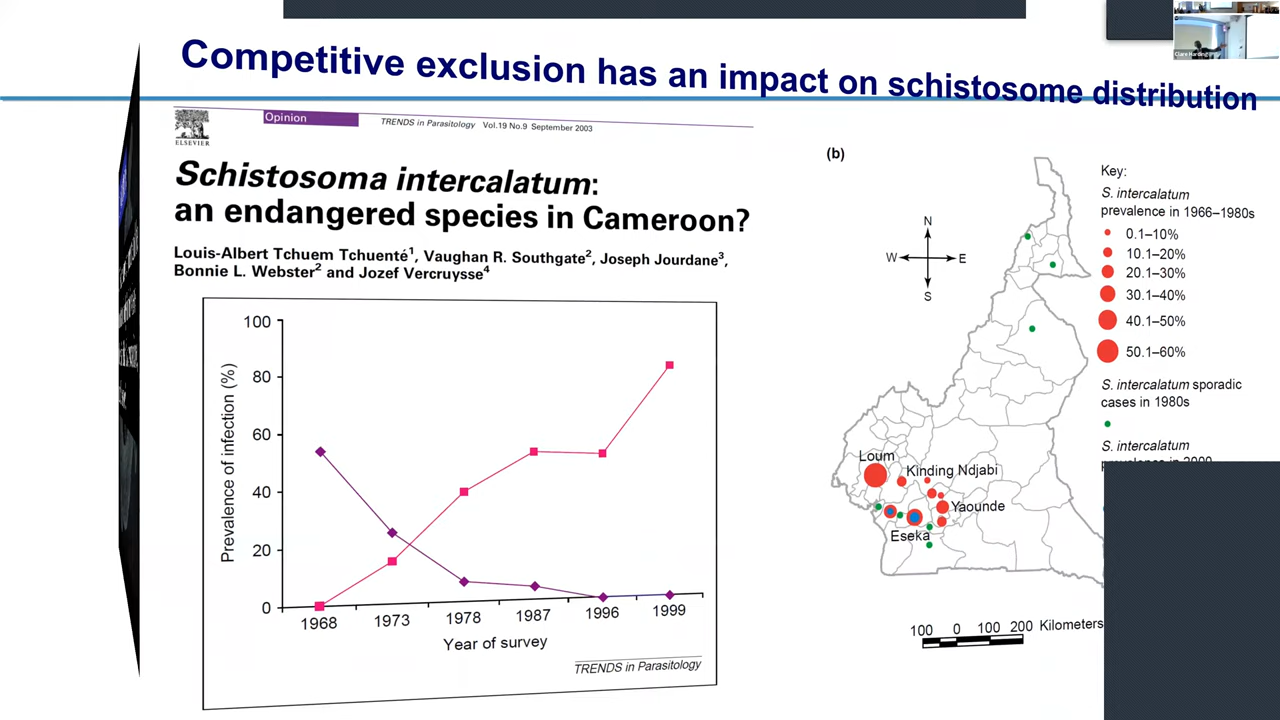 Competitive exclusion has an impact on schistosome distribution
Clare Harding
ELSEVIER
Opinion
TRENDS in Parasitology Vol.19 No.9 September 2003
Schistosoma intercalatum:
an endangered species in Cameroon?
Louis-Albert Tchuem Tchuenté1, Vaughan R. Southgate2, Joseph Jourdane3,
Bonnie L. Webster2 and Jozef Vercruysse4
100
80
60
40
20
0
Prevalence of infection (%)
1968 1973 1978 1987 1996 1999
Year of survey
TRENDS in Parasitology
(b)
N
W E
S
Loum
Kinding Ndjabi
Yaounde
Eseka
100 0 100 200 Kilometers
Key:
S. intercalatum
prevalence in 1966–1980s
0.1–10%
10.1–20%
20.1–30%
30.1–40%
40.1–50%
50.1–60%
S. intercalatum sporadic
cases in 1980s
S. intercalatum